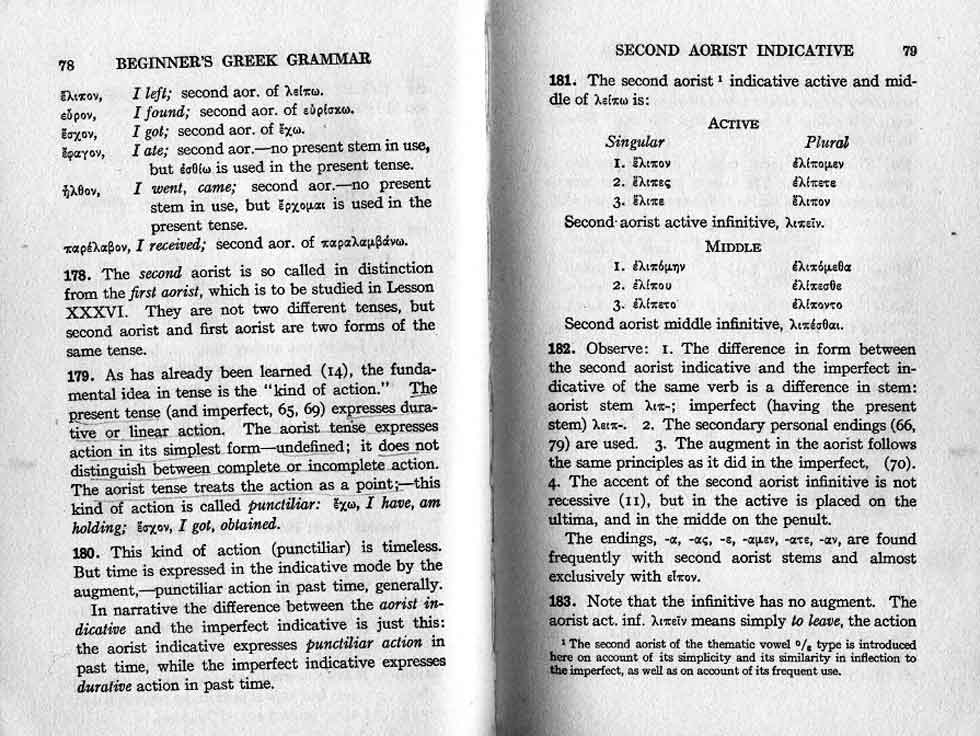 78 BEGINNER'S GREEK GRAMMAR
ἔλιπον, I left; second aor. of λείπω.
εὗρον, I found; second aor. of εὑρίσκω.
ἔσχον, I got; second aor. of ἔχω.
ἔφαγον, I ate; second aor.—no present stem in use,
but ἐσθίω is used in the present tense.
ἦλθον, I went, came; second aor.—no present
stem in use, but ἔρχομαι is used in the
present tense.
παρέλαβον, I received; second aor. of παραλαμβάνω.
178. The second aorist is so called in distinction
from the first aorist, which is to be studied in Lesson
XXXVI. They are not two different tenses, but
second aorist and first aorist are two forms of the
same tense.
179. As has already been learned (14), the funda-
mental idea in tense is the "kind of action." The
present tense (and imperfect, 65, 69) expresses dura-
tive or linear action. The aorist tense expresses
action in its simplest form—undefined; it does not
distinguish between complete or incomplete action.
The aorist tense treats the action as a point;—this
kind of action is called punctiliar: ἔχω, I have, am
holding; ἔσχον, I got, obtained.
180. This kind of action (punctiliar) is timeless.
But time is expressed in the indicative mode by the
augment,—punctiliar action in past time, generally.
In narrative the difference between the aorist in-
dicative and the imperfect indicative is just this:
the aorist indicative expresses punctiliar action in
past time, while the imperfect indicative expresses
durative action in past time.
SECOND AORIST INDICATIVE 79
181. The second aorist ¹ indicative active and mid-
dle of λείπω is:
ACTIVE
Singular Plural
1. ἔλιπον ἐλίπομεν
2. ἔλιπες ἐλίπετε
3. ἔλιπε ἔλιπον
Second aorist active infinitive, λιπεῖν.
MIDDLE
1. ἐλιπόμην ἐλιπόμεθα
2. ἐλίπου ἐλίπεσθε
3. ἐλίπετο ἐλίποντο
Second aorist middle infinitive, λιπέσθαι.
182. Observe: 1. The difference in form between
the second aorist indicative and the imperfect in-
dicative of the same verb is a difference in stem:
aorist stem λιπ-; imperfect (having the present
stem) λειπ-. 2. The secondary personal endings (66,
79) are used. 3. The augment in the aorist follows
the same principles as it did in the imperfect, (70).
4. The accent of the second aorist infinitive is not
recessive (11), but in the active is placed on the
ultima, and in the midde on the penult.
The endings, -α, -ας, -ε, -αμεν, -ατε, -αν, are found
frequently with second aorist stems and almost
exclusively with εἶπον.
183. Note that the infinitive has no augment. The
aorist act. inf. λιπεῖν means simply to leave, the action
¹ The second aorist of the thematic vowel ο/ε type is introduced
here on account of its simplicity and its similarity in inflection to
the imperfect, as well as on account of its frequent use.